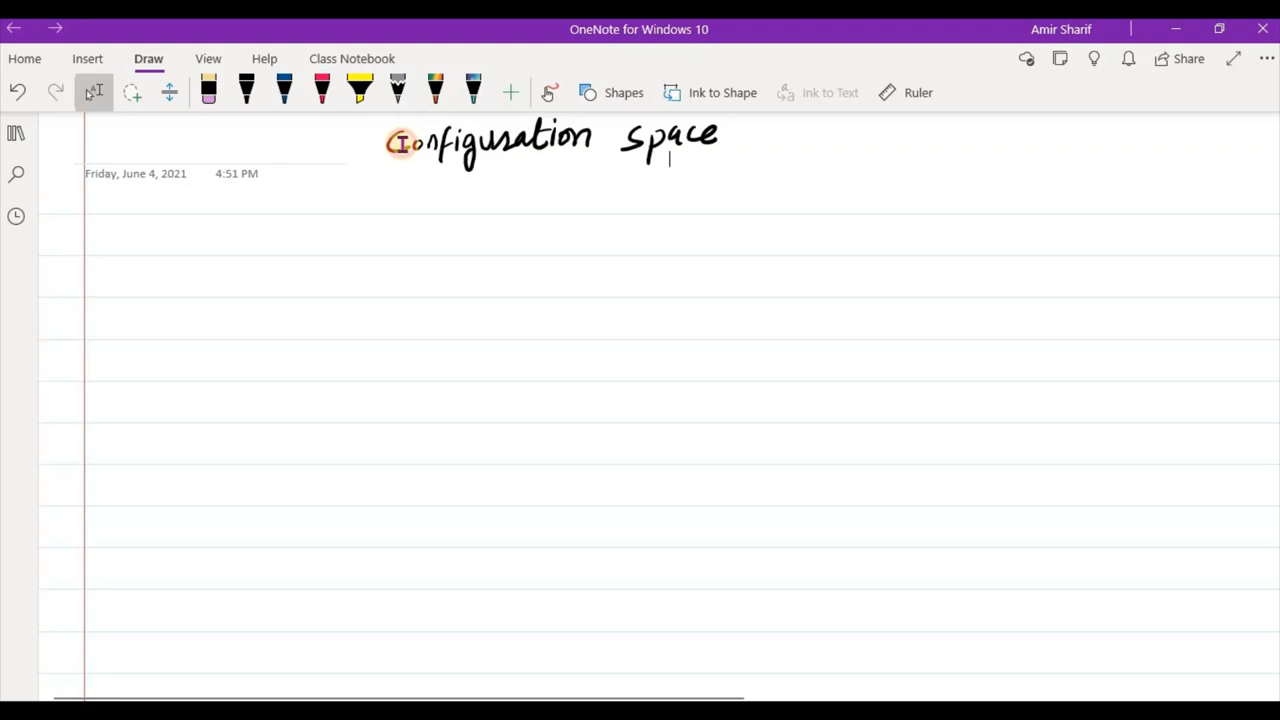 OneNote for Windows 10
Amir Sharif
Home Insert Draw View Help Class Notebook
Share
Shapes Ink to Shape Ink to Text Ruler
Configuration space
Friday, June 4, 2021 4:51 PM